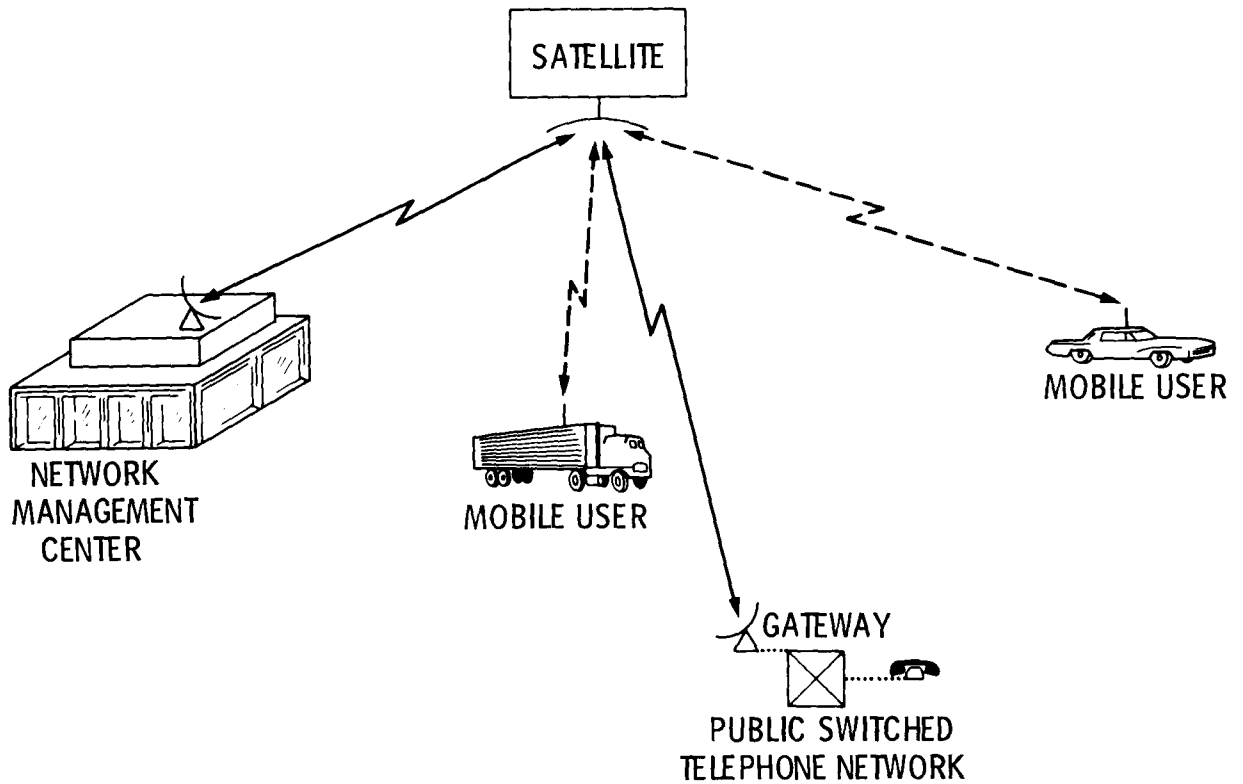 SATELLITE
NETWORK
MANAGEMENT
CENTER
MOBILE USER
MOBILE USER
GATEWAY
PUBLIC SWITCHED
TELEPHONE NETWORK